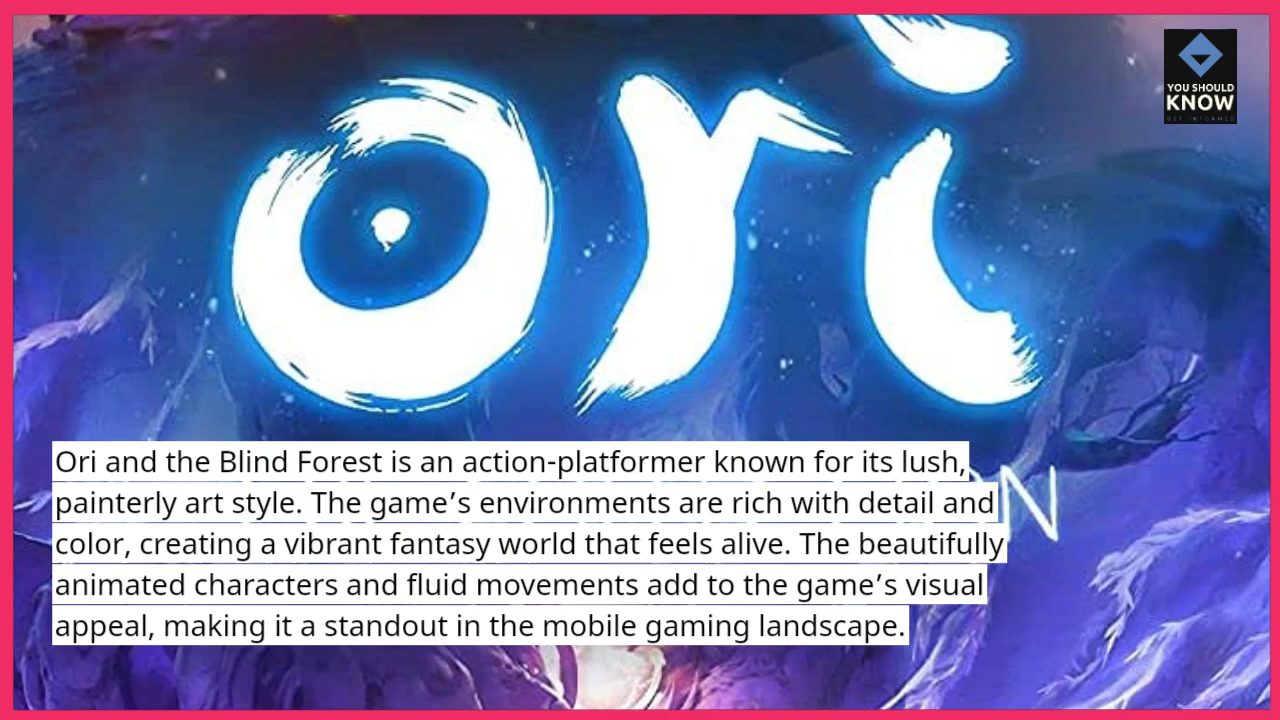 ori
YOU SHOULD
KNOW
GET INFORMED
Ori and the Blind Forest is an action-platformer known for its lush,
painterly art style. The game’s environments are rich with detail and
color, creating a vibrant fantasy world that feels alive. The beautifully
animated characters and fluid movements add to the game’s visual
appeal, making it a standout in the mobile gaming landscape.